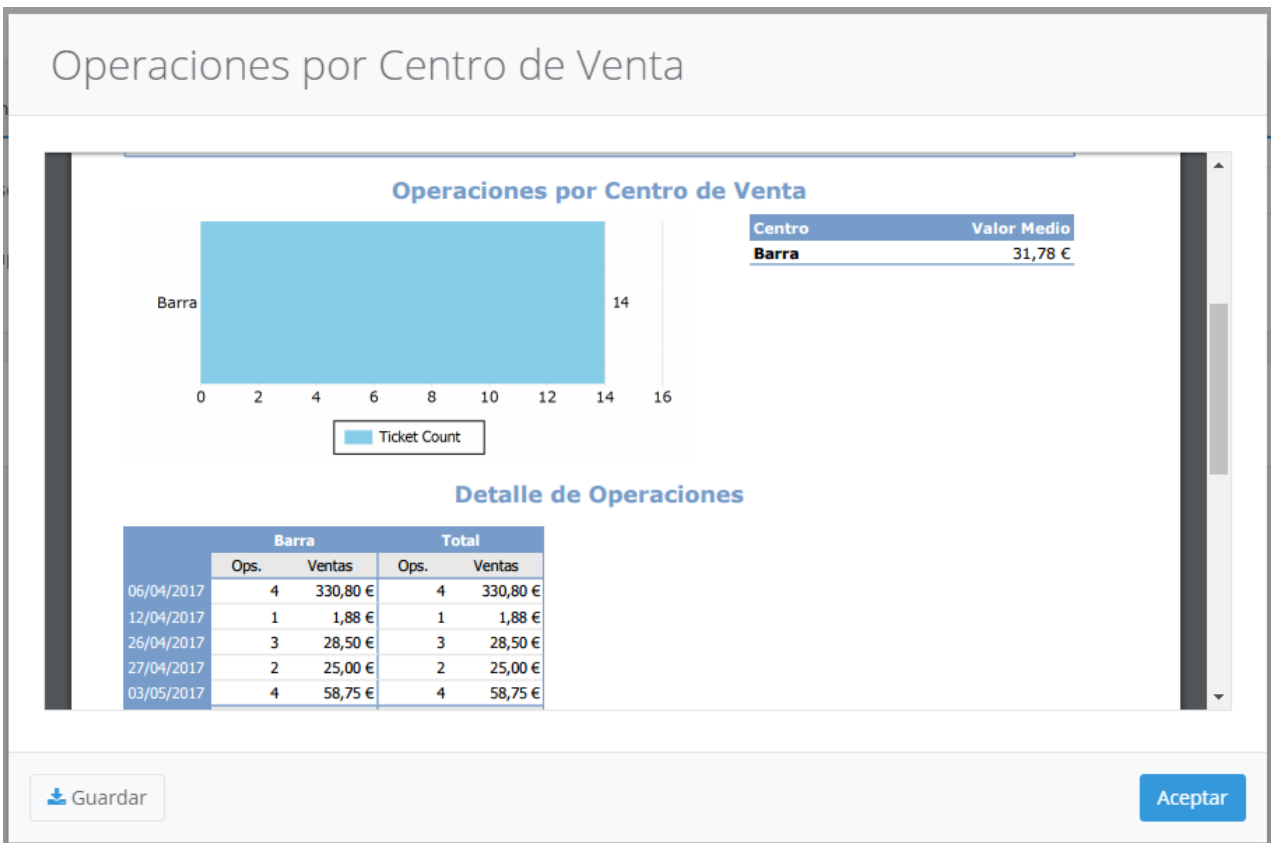 Operaciones por Centro de Venta
Operaciones por Centro de Venta
Centro Valor Medio
Barra 31,78 €
Barra 14
0 2 4 6 8 10 12 14 16
Ticket Count
Detalle de Operaciones
Barra Total
Ops. Ventas Ops. Ventas
06/04/2017 4 330,80 € 4 330,80 €
12/04/2017 1 1,88 € 1 1,88 €
26/04/2017 3 28,50 € 3 28,50 €
27/04/2017 2 25,00 € 2 25,00 €
03/05/2017 4 58,75 € 4 58,75 €
Guardar
Aceptar